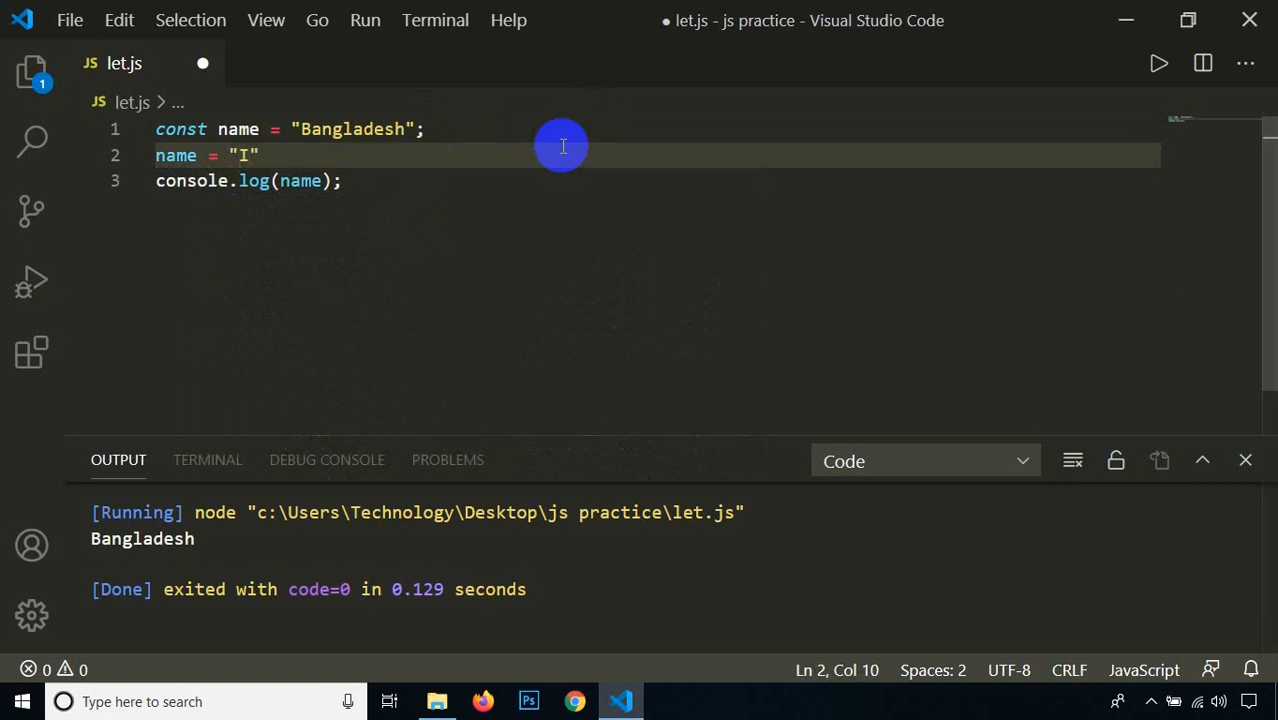 File Edit Selection View Go Run Terminal Help ● let.js - js practice - Visual Studio Code
JS let.js ●
JS let.js > ...
1 const name = "Bangladesh";
2 name = "I"
3 console.log(name);
1
OUTPUT TERMINAL DEBUG CONSOLE PROBLEMS Code
[Running] node "c:\Users\Technology\Desktop\js practice\let.js"
Bangladesh
[Done] exited with code=0 in 0.129 seconds
0 0 Ln 2, Col 10 Spaces: 2 UTF-8 CRLF JavaScript
Type here to search Ps